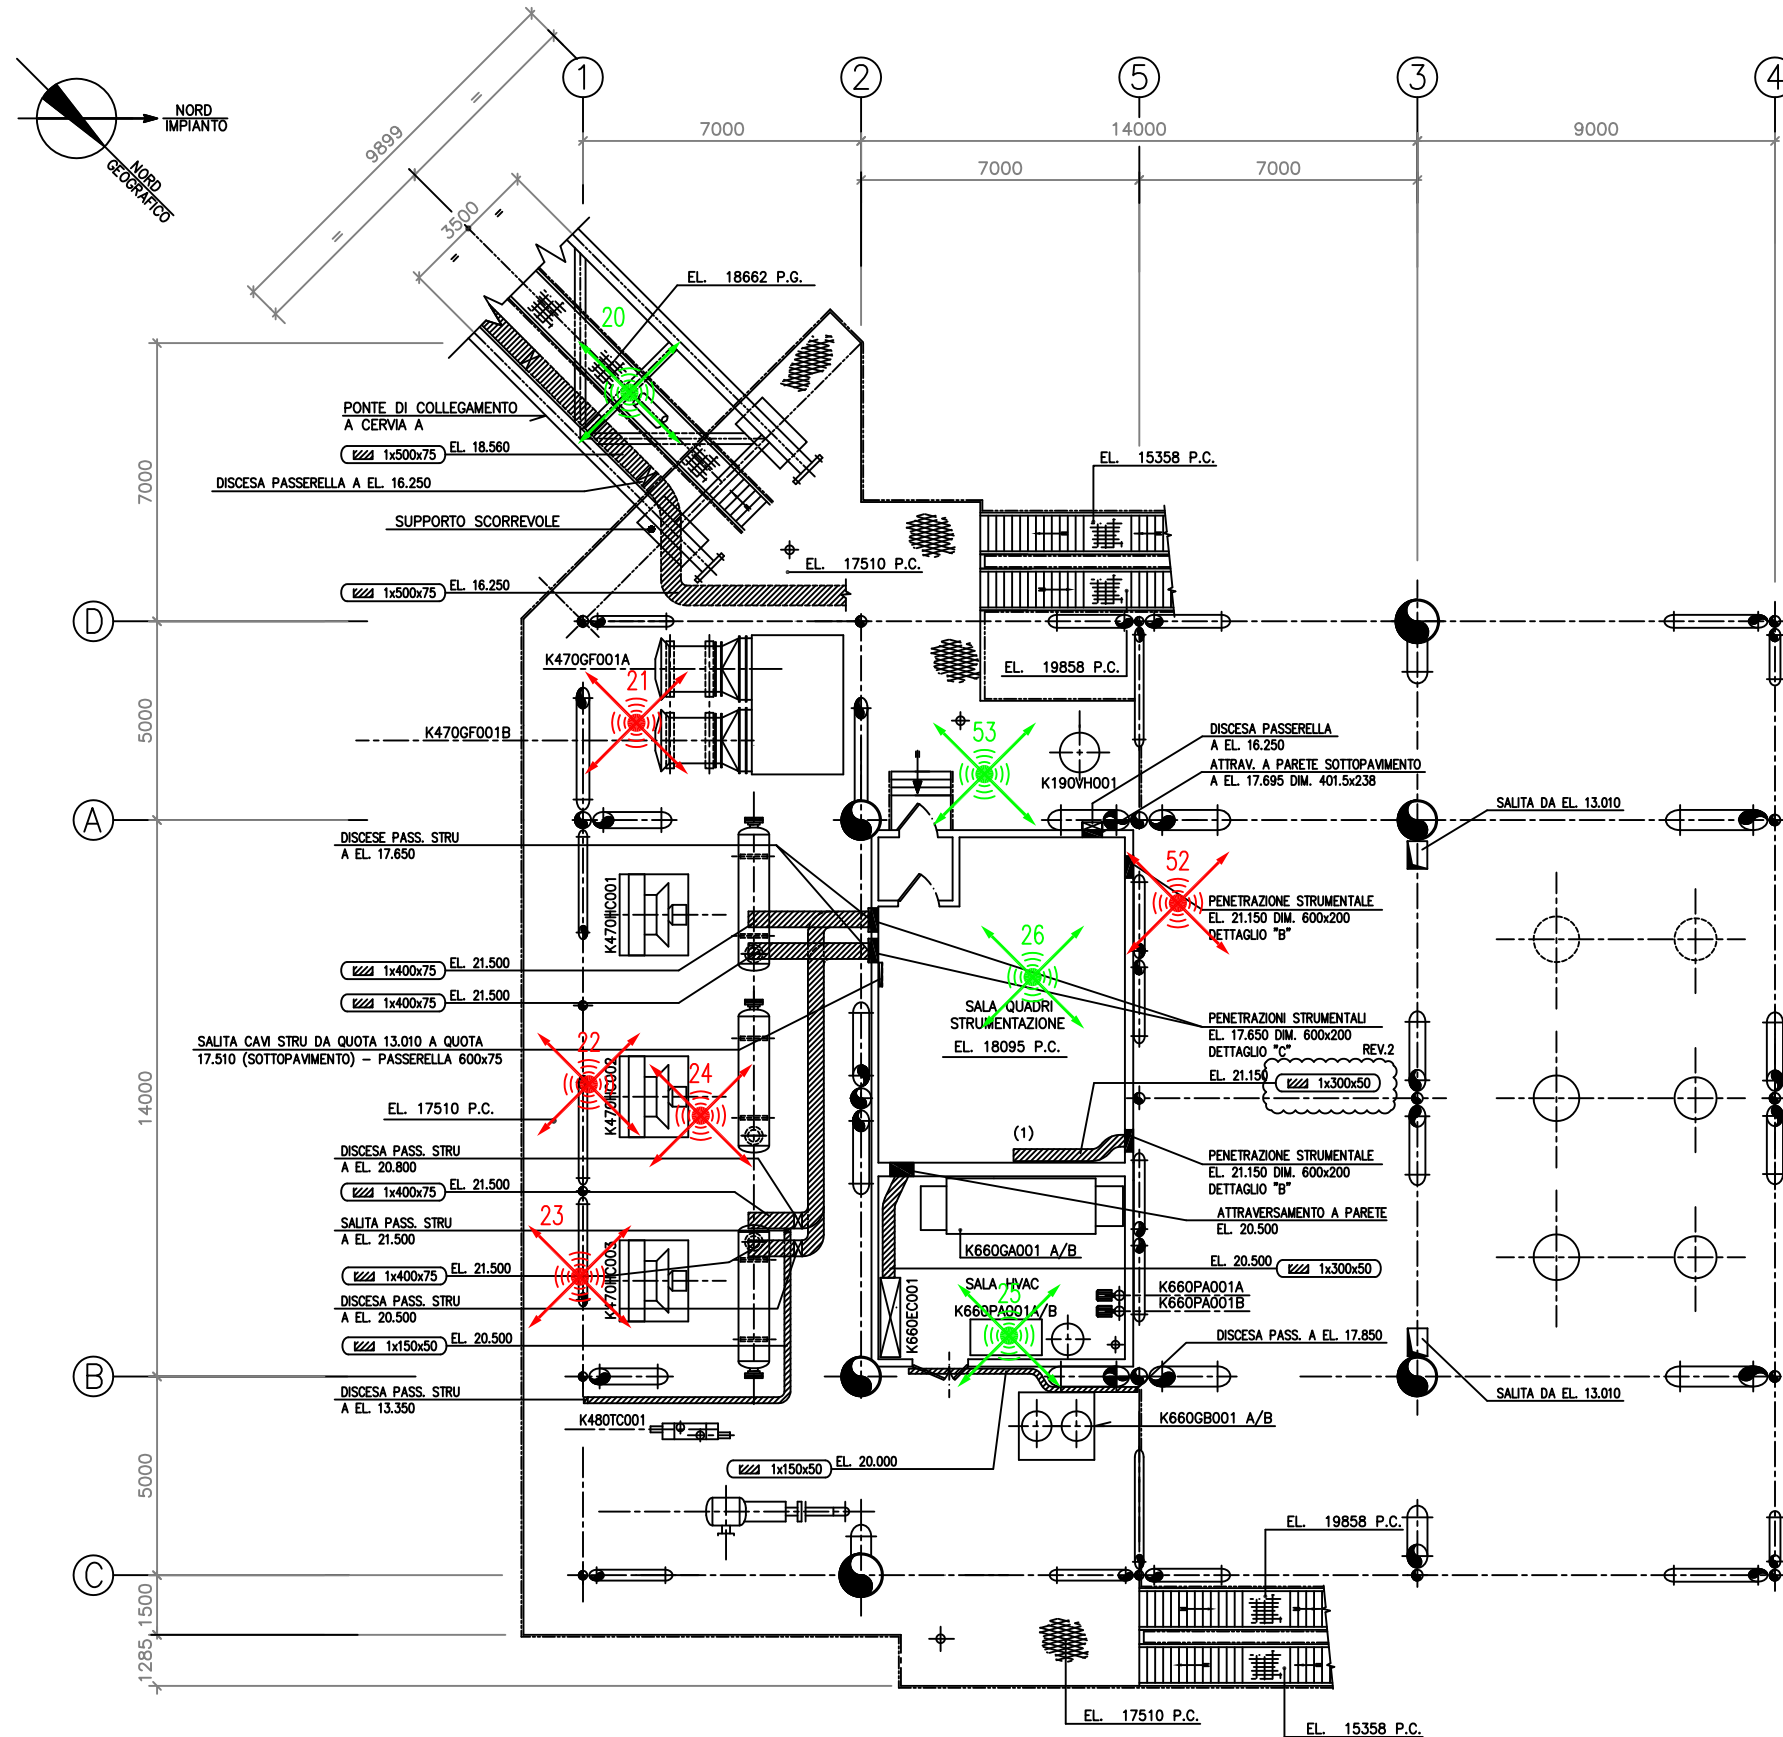 1
2
5
3
4
NORD
IMPIANTO
NORD
GEOGRAFICO
7000
14000
9000
7000
7000
9899
=
=
3500
=
=
EL. 18662 P.G.
20
PONTE DI COLLEGAMENTO
A CERVIA A
1x500x75
EL. 18.560
DISCESA PASSERELLA A EL. 16.250
SUPPORTO SCORREVOLE
EL. 15358 P.C.
EL. 17510 P.C.
1x500x75
EL. 16.250
7000
D
K470GF001A
21
K470GF001B
EL. 19858 P.C.
53
K190VH001
DISCESA PASSERELLA
A EL. 16.250
ATTRAV. A PARETE SOTTOPAVIMENTO
A EL. 17.695 DIM. 401.5x238
SALITA DA EL. 13.010
5000
A
DISCESE PASS. STRU
A EL. 17.650
K470HC001
52
PENETRAZIONE STRUMENTALE
EL. 21.150 DIM. 600x200
DETTAGLIO "B"
26
1x400x75
EL. 21.500
1x400x75
EL. 21.500
SALA QUADRI
STRUMENTAZIONE
EL. 18095 P.C.
PENETRAZIONI STRUMENTALI
EL. 17.650 DIM. 600x200
DETTAGLIO "C"
REV.2
SALITA CAVI STRU DA QUOTA 13.010 A QUOTA
17.510 (SOTTOPAVIMENTO) – PASSERELLA 600x75
22
24
K470HC002
EL. 21.150
1x300x50
14000
EL. 17510 P.C.
(1)
DISCESA PASS. STRU
A EL. 20.800
PENETRAZIONE STRUMENTALE
EL. 21.150 DIM. 600x200
DETTAGLIO "B"
1x400x75
EL. 21.500
23
SALITA PASS. STRU
A EL. 21.500
ATTRAVERSAMENTO A PARETE
EL. 20.500
K660GA001 A/B
K470HC003
1x400x75
EL. 21.500
EL. 20.500
1x300x50
SALA HVAC
25
K660PA001A/B
K660EC001
K660PA001A
K660PA001B
DISCESA PASS. STRU
A EL. 20.500
1x150x50
EL. 20.500
DISCESA PASS. A EL. 17.850
B
DISCESA PASS. STRU
A EL. 13.350
SALITA DA EL. 13.010
K480TC001
K660GB001 A/B
1x150x50
EL. 20.000
5000
EL. 19858 P.C.
C
1500
1285
EL. 17510 P.C.
EL. 15358 P.C.